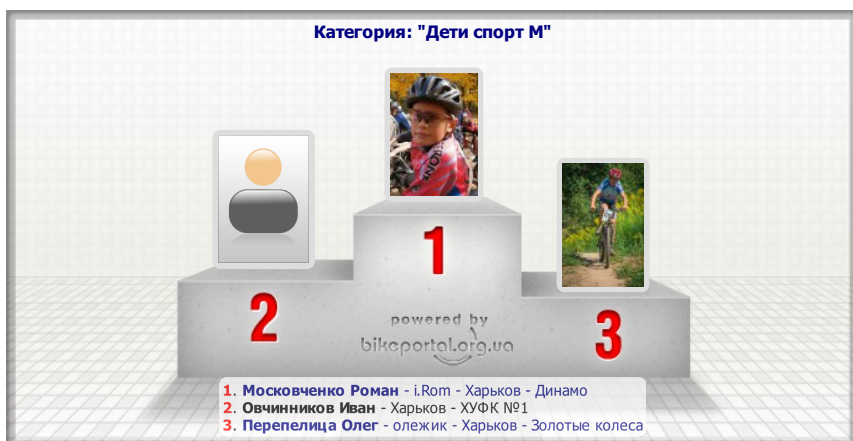 Категория: "Дети спорт М"
1
2
3
powered by
bikeportal.org.ua
1. Московченко Роман - i.Rom - Харьков - Динамо
2. Овчинников Иван - Харьков - ХУФК №1
3. Перепелица Олег - олежик - Харьков - Золотые колеса